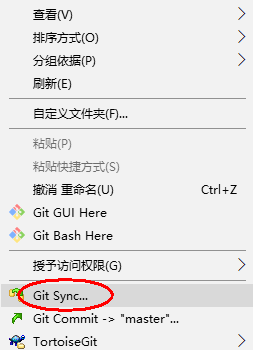 查看(V)
排序方式(O)
分组依据(P)
刷新(E)
自定义文件夹(F)...
粘贴(P)
粘贴快捷方式(S)
撤消 重命名(U) Ctrl+Z
Git GUI Here
Git Bash Here
授予访问权限(G)
Git Sync...
Git Commit -> "master"...
TortoiseGit